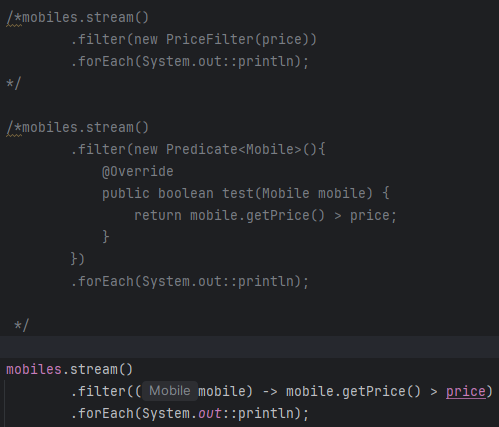 /*mobiles.stream()
        .filter(new PriceFilter(price))
        .forEach(System.out::println);
*/

/*mobiles.stream()
        .filter(new Predicate<Mobile>(){
            @Override
            public boolean test(Mobile mobile) {
                return mobile.getPrice() > price;
            }
        })
        .forEach(System.out::println);

 */

mobiles.stream()
        .filter(( Mobile mobile) -> mobile.getPrice() > price)
        .forEach(System.out::println);